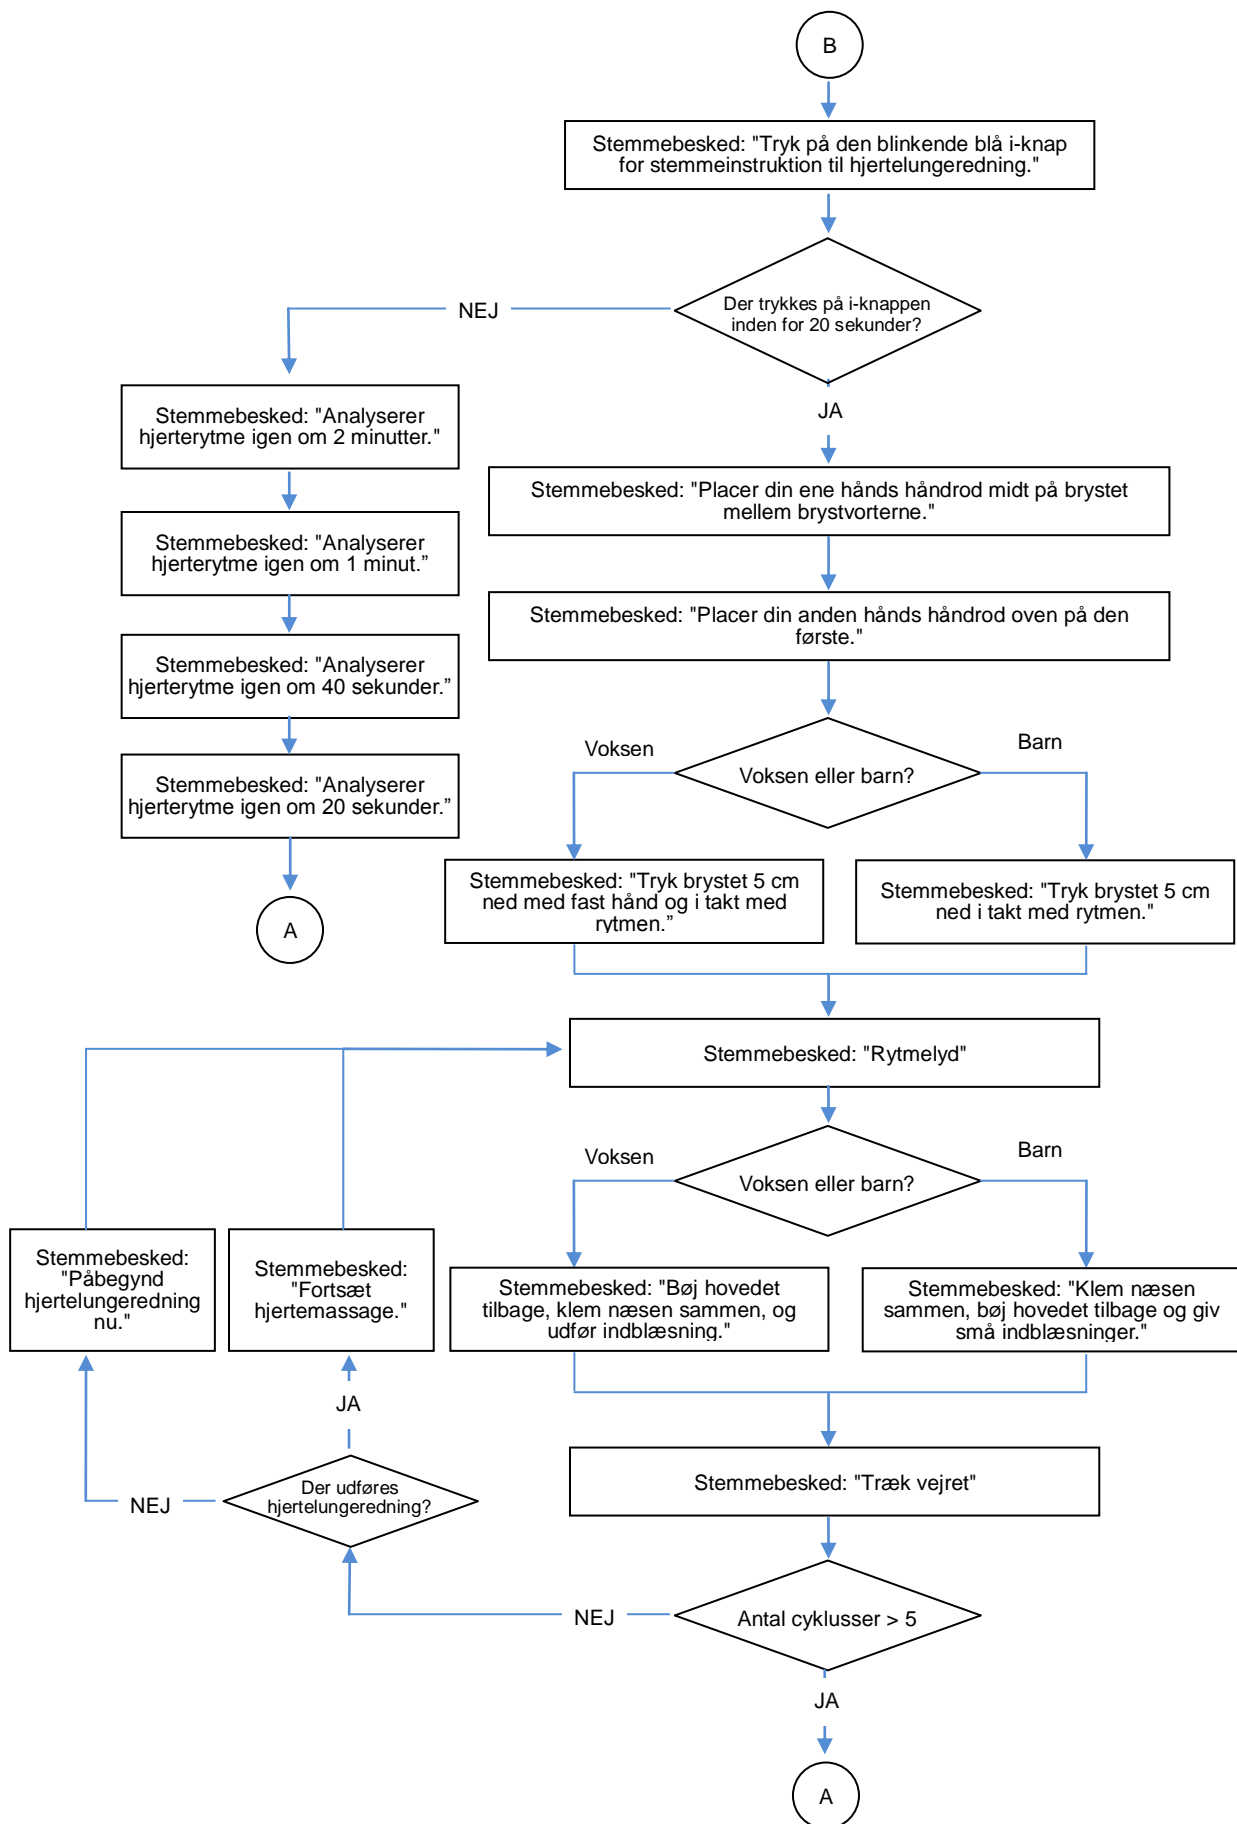 B
Stemmebesked: "Tryk på den blinkende blå i-knap
for stemmeinstruktion til hjertelungeredning."
Der trykkes på i-knappen
inden for 20 sekunder?
NEJ
JA
Stemmebesked: "Analyserer
hjerterytme igen om 2 minutter."
Stemmebesked: "Analyserer
hjerterytme igen om 1 minut.”
Stemmebesked: "Analyserer
hjerterytme igen om 40 sekunder.”
Stemmebesked: "Analyserer
hjerterytme igen om 20 sekunder.”
A
Stemmebesked: "Placer din ene hånds håndrod midt på brystet
mellem brystvorterne."
Stemmebesked: "Placer din anden hånds håndrod oven på den
første."
Voksen
Barn
Voksen eller barn?
Stemmebesked: "Tryk brystet 5 cm
ned med fast hånd og i takt med
rytmen.”
Stemmebesked: "Tryk brystet 5 cm
ned i takt med rytmen."
Stemmebesked: "Rytmelyd"
Voksen
Barn
Voksen eller barn?
Stemmebesked:
"Påbegynd
hjertelungeredning
nu."
Stemmebesked:
"Fortsæt
hjertemassage."
Stemmebesked: "Bøj hovedet
tilbage, klem næsen sammen, og
udfør indblæsning."
Stemmebesked: "Klem næsen
sammen, bøj hovedet tilbage og giv
små indblæsninger."
JA
Der udføres
hjertelungeredning?
NEJ
Stemmebesked: "Træk vejret"
NEJ
Antal cyklusser > 5
JA
A